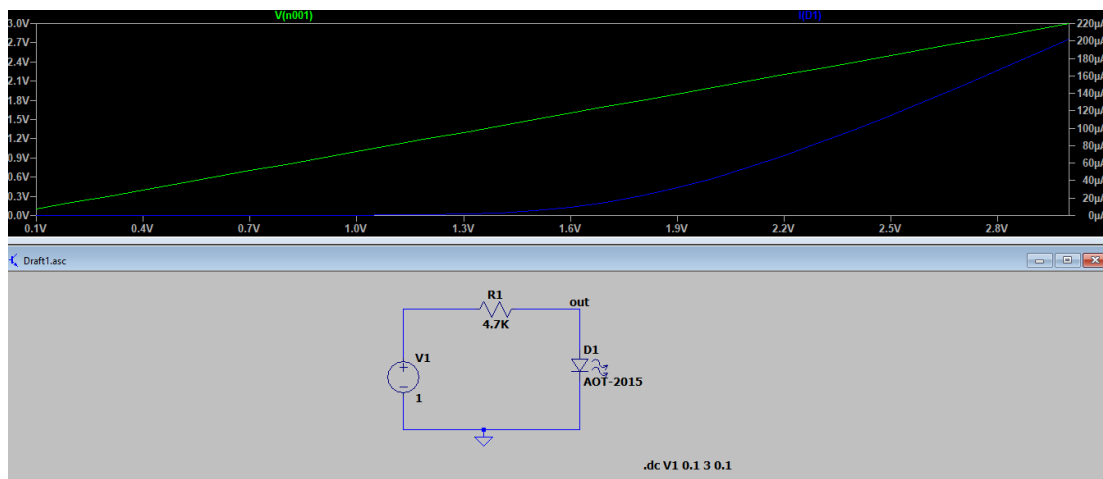 V(n001) I(D1)
3.0V 220µA
2.7V 200µA
2.4V 180µA
2.1V 160µA
1.8V 140µA
1.5V 120µA
1.2V 100µA
0.9V 80µA
0.6V 60µA
0.3V 40µA
0.0V 20µA
0µA
0.1V 0.4V 0.7V 1.0V 1.3V 1.6V 1.9V 2.2V 2.5V 2.8V
Draft1.asc
R1 out
4.7K
V1 D1
1 AOT-2015
.dc V1 0.1 3 0.1